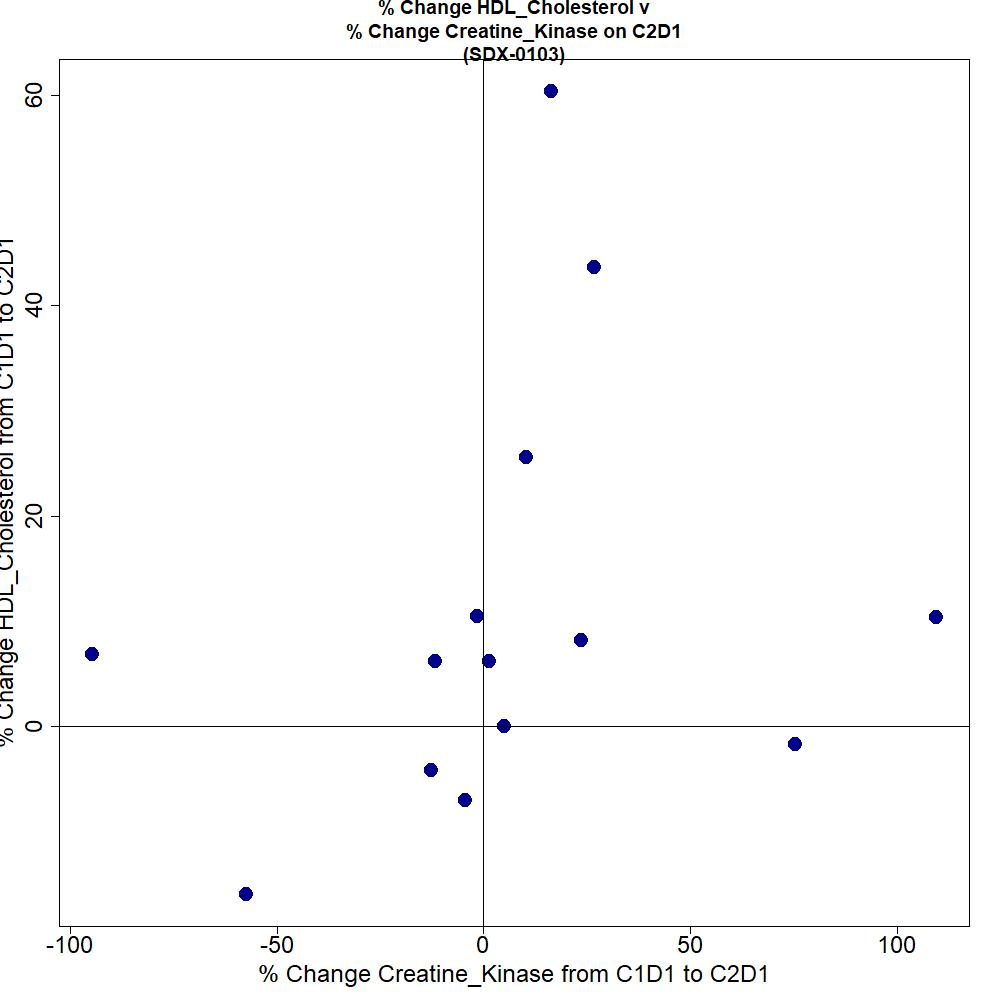 % Change HDL_Cholesterol v
% Change Creatine_Kinase on C2D1
(SDX-0103)
% Change HDL_Cholesterol from C1D1 to C2D1
60
40
20
0
-100
-50
0
50
100
% Change Creatine_Kinase from C1D1 to C2D1